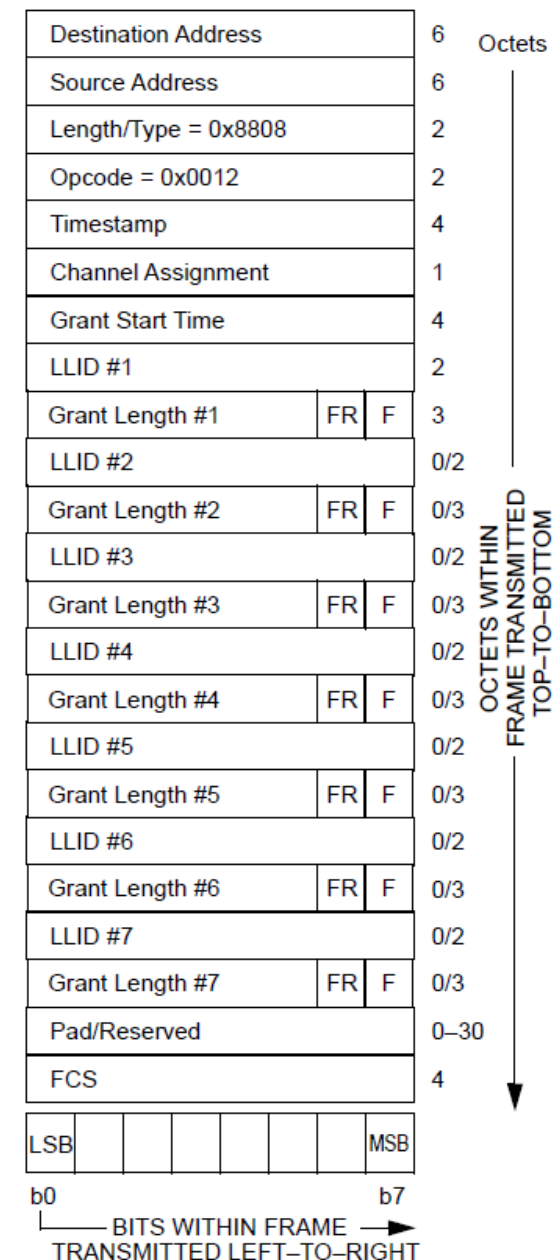 Destination Address 6 Octets
Source Address 6
Length/Type = 0x8808 2
Opcode = 0x0012 2
Timestamp 4
Channel Assignment 1
Grant Start Time 4
LLID #1 2
Grant Length #1 FR F 3
LLID #2 0/2
Grant Length #2 FR F 0/3
LLID #3 0/2
Grant Length #3 FR F 0/3
LLID #4 0/2
Grant Length #4 FR F 0/3
LLID #5 0/2
Grant Length #5 FR F 0/3
LLID #6 0/2
Grant Length #6 FR F 0/3
LLID #7 0/2
Grant Length #7 FR F 0/3
Pad/Reserved 0–30
FCS 4
OCTETS WITHIN
FRAME TRANSMITTED
TOP–TO–BOTTOM
LSB MSB
b0 b7
BITS WITHIN FRAME
TRANSMITTED LEFT–TO–RIGHT